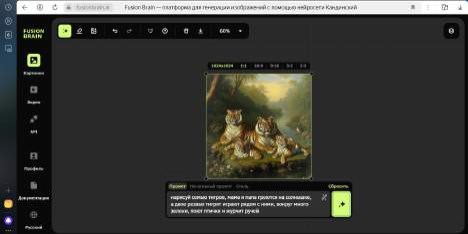 fusionbrain.ai
Fusion Brain — платформа для генерации изображений с помощью нейросети Кандинский
FUSION
BRAIN
60%
Картинки
Видео
API
1024x1024 1:1 16:9 9:16 3:2 2:3
Промпт Негативный промпт Стиль Сбросить
нарисуй семью тигров, мама и папа греются на солнышке,
а двое резвых тигрят играют рядом с ними, вокруг много
зелени, поют птички и журчит ручей
Профиль
Документация
Русский